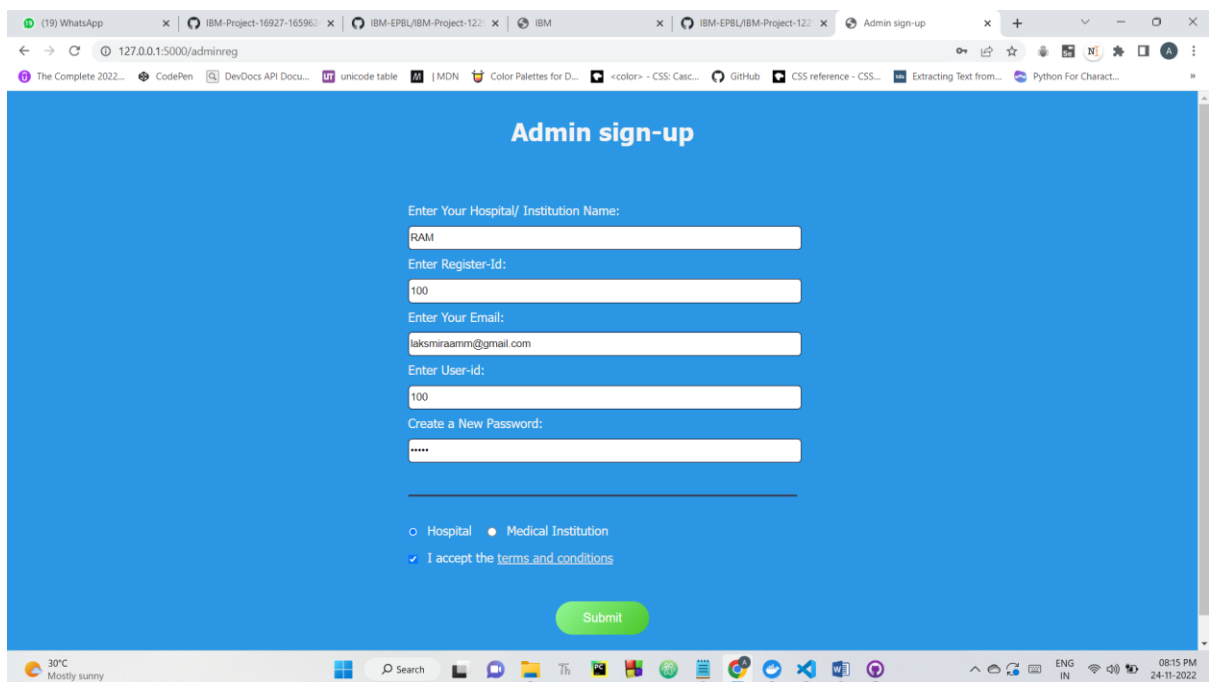 (19) WhatsApp
IBM-Project-16927-165962
IBM-EPBL/IBM-Project-122
IBM
IBM-EPBL/IBM-Project-122
Admin sign-up
127.0.0.1:5000/adminreg
The Complete 2022...
CodePen
DevDocs API Docu...
unicode table
| MDN
Color Palettes for D...
<color> - CSS: Casc...
GitHub
CSS reference - CSS...
Extracting Text from...
Python For Charact...
Admin sign-up
Enter Your Hospital/ Institution Name:
RAM
Enter Register-Id:
100
Enter Your Email:
laksmiraamm@gmail.com
Enter User-id:
100
Create a New Password:
•••••
Hospital Medical Institution
I accept the terms and conditions
Submit
30°C
Mostly sunny
Search
ENG
IN
08:15 PM
24-11-2022